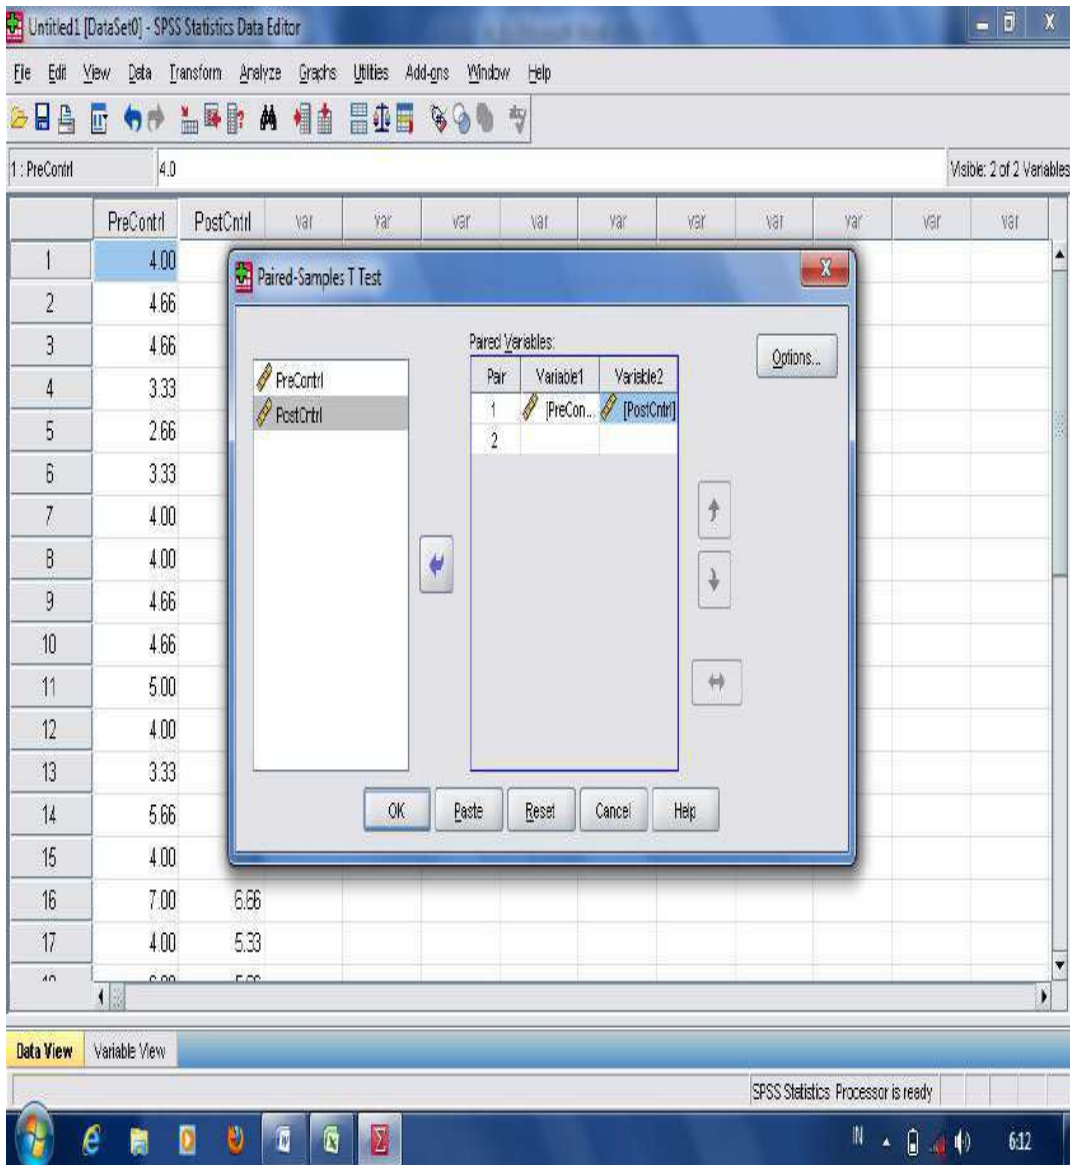 Untitled1 [DataSet0] - SPSS Statistics Data Editor
File Edit View Data Transform Analyze Graphs Utilities Add-ons Window Help
1 : PreContrl 4.0 Visible: 2 of 2 Variables
PreContrl PostCntrl var var var var var var var var var var
1 4.00
2 4.66
3 4.66
4 3.33
5 2.66
6 3.33
7 4.00
8 4.00
9 4.66
10 4.66
11 5.00
12 4.00
13 3.33
14 5.66
15 4.00
16 7.00 6.66
17 4.00 5.33
Paired-Samples T Test
PreContrl
PostCntrl
Paired Variables:
Pair Variable1 Variable2
1 [PreCon... [PostCntrl]
2
Options...
OK Paste Reset Cancel Help
Data View Variable View
SPSS Statistics Processor is ready
IN 6:12